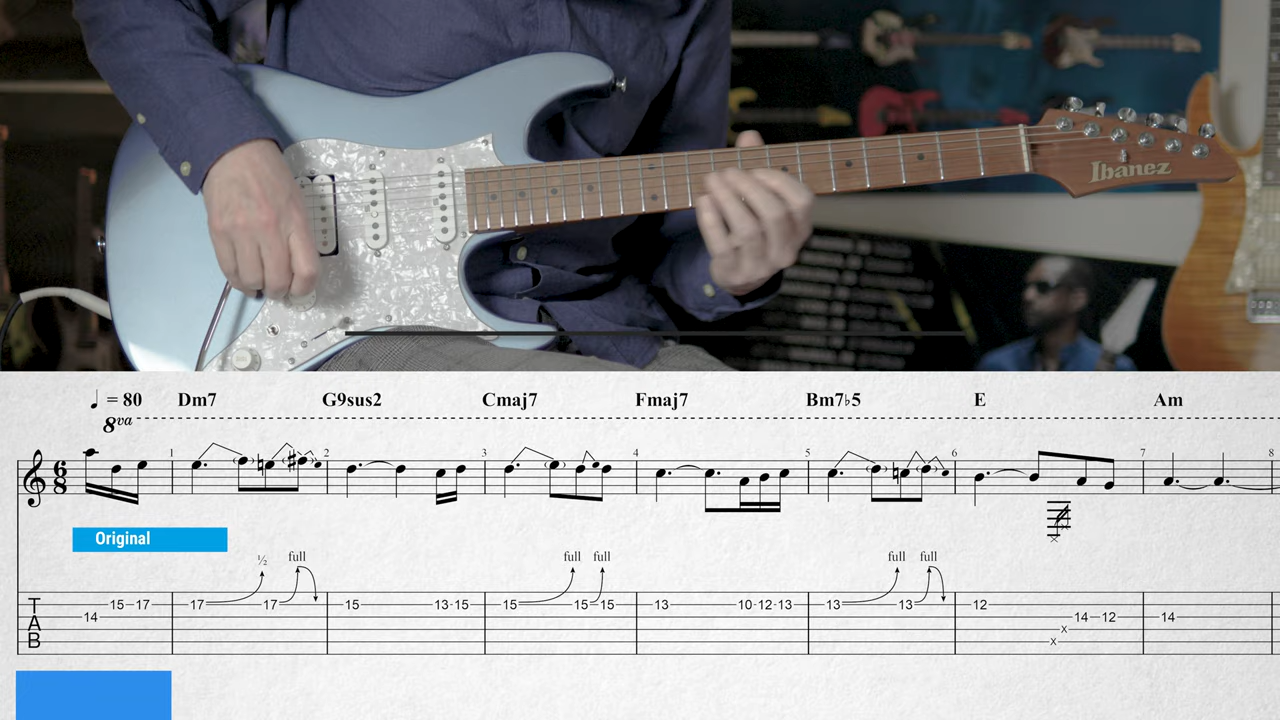 Ibanez
♩ = 80 Dm7 G9sus2 Cmaj7 Fmaj7 Bm7♭5 E Am
8va
1 2 3 4 5 6 7 8
6
8
Original
½ full full full full full
T 15 17 17 17 15 13 15 15 15 15 13 10 12 13 13 13 12
A 14 14 12 14
x
B x